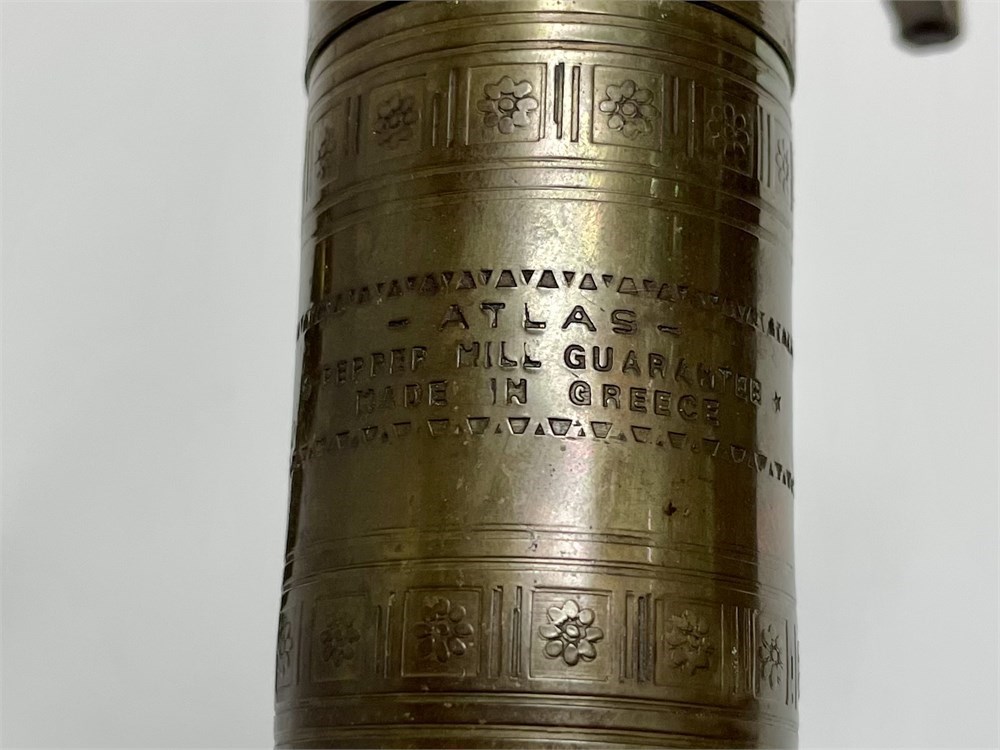 - ATLAS -
PEPPER MILL GUARANTEE *
MADE IN GREECE